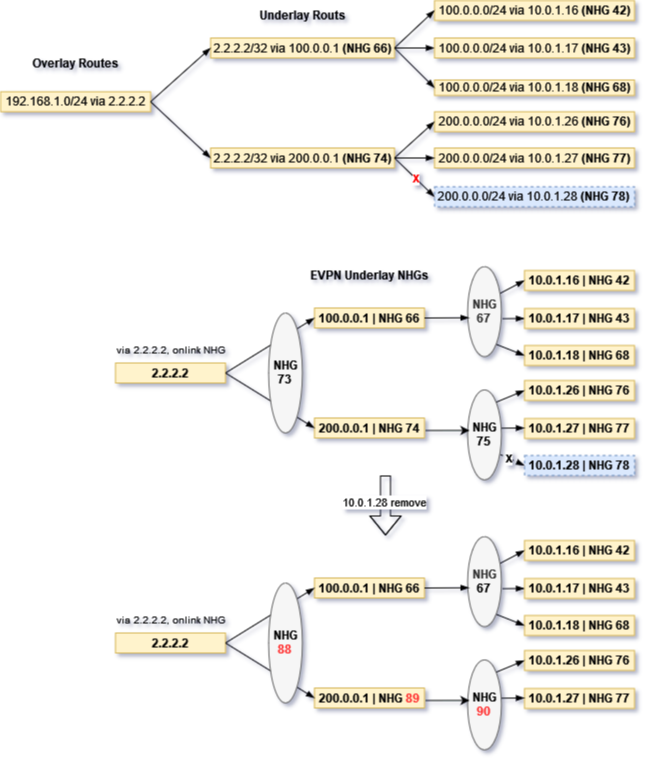 Underlay Routs
Overlay Routes
192.168.1.0/24 via 2.2.2.2
2.2.2.2/32 via 100.0.0.1 (NHG 66)
2.2.2.2/32 via 200.0.0.1 (NHG 74)
100.0.0.0/24 via 10.0.1.16 (NHG 42)
100.0.0.0/24 via 10.0.1.17 (NHG 43)
100.0.0.0/24 via 10.0.1.18 (NHG 68)
200.0.0.0/24 via 10.0.1.26 (NHG 76)
200.0.0.0/24 via 10.0.1.27 (NHG 77)
X
200.0.0.0/24 via 10.0.1.28 (NHG 78)
EVPN Underlay NHGs
via 2.2.2.2, onlink NHG
2.2.2.2
NHG
73
100.0.0.1 | NHG 66
200.0.0.1 | NHG 74
NHG
67
10.0.1.16 | NHG 42
10.0.1.17 | NHG 43
10.0.1.18 | NHG 68
NHG
75
10.0.1.26 | NHG 76
10.0.1.27 | NHG 77
X
10.0.1.28 | NHG 78
10.0.1.28 remove
via 2.2.2.2, onlink NHG
2.2.2.2
NHG
88
100.0.0.1 | NHG 66
200.0.0.1 | NHG 89
NHG
67
10.0.1.16 | NHG 42
10.0.1.17 | NHG 43
10.0.1.18 | NHG 68
NHG
90
10.0.1.26 | NHG 76
10.0.1.27 | NHG 77